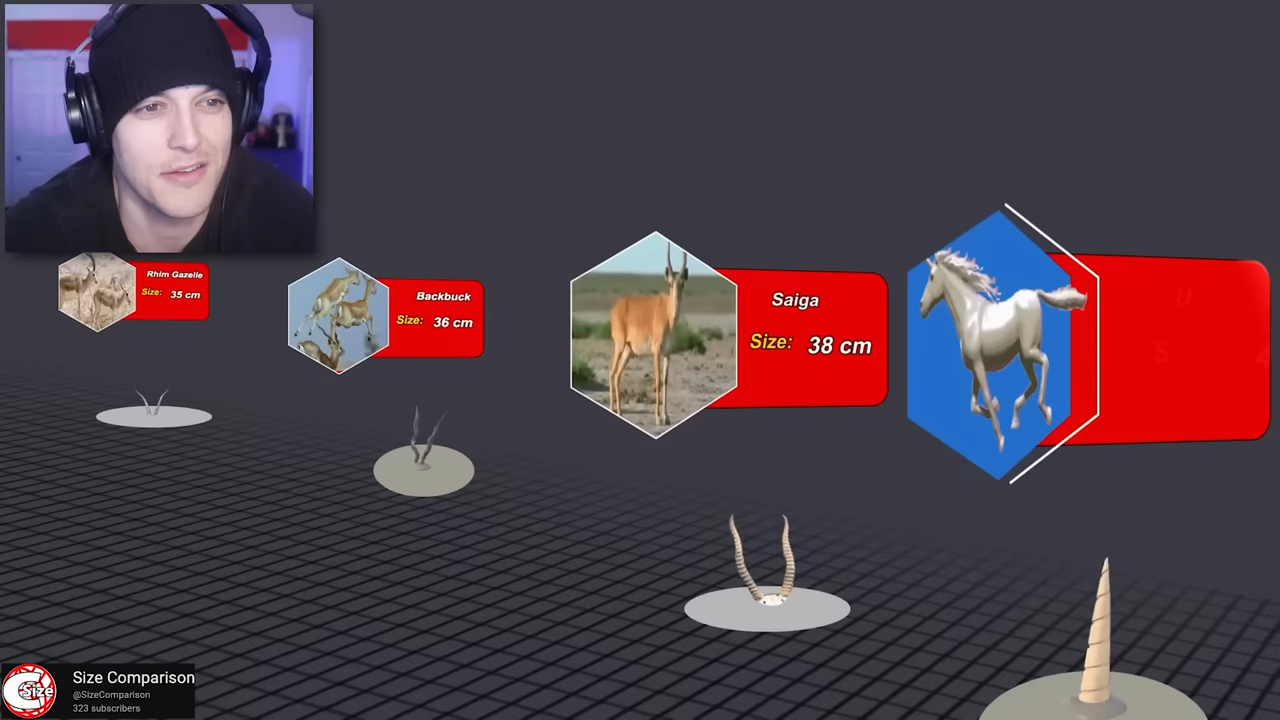 Rhim Gazelle
Size: 35 cm
Backbuck
Size: 36 cm
Saiga
Size: 38 cm
Size
Size Comparison
@SizeComparison
323 subscribers